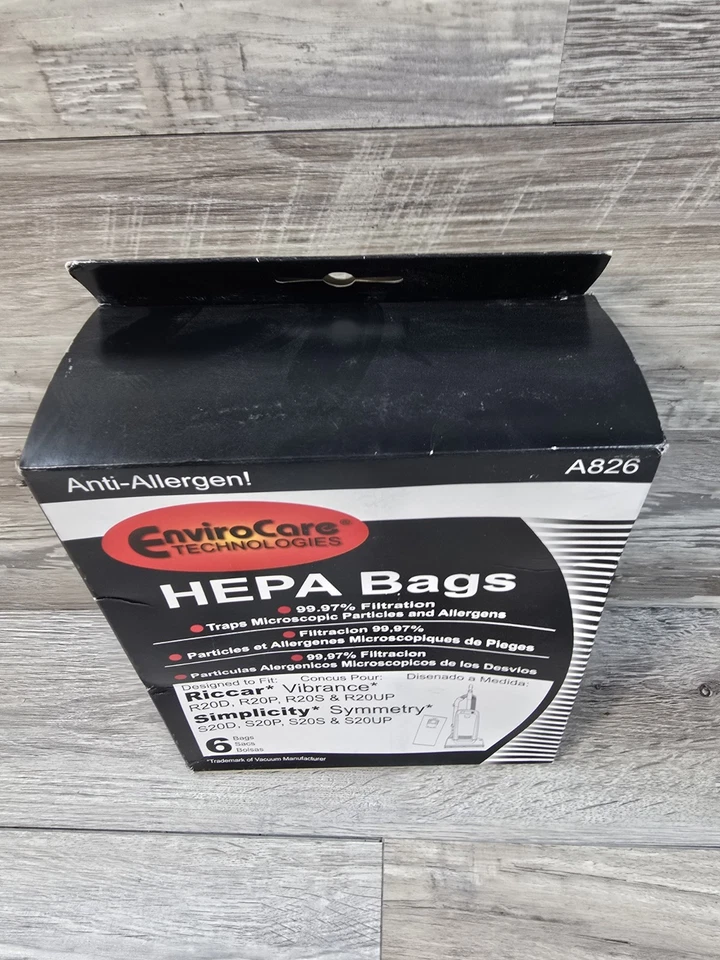 Anti-Allergen!
A826
EnviroCare®
TECHNOLOGIES
HEPA Bags
99.97% Filtration
Traps Microscopic Particles and Allergens
Filtracion 99,97%
Particles et Allergenes Microscopiques de Pieges
99,97% Filtracion
Particulas Alergenicos Microscopicos de los Desvios
Designed to Fit: Concus Pour: Disenado a Medida:
Riccar* Vibrance*
R20D, R20P, R20S & R20UP
Simplicity* Symmetry*
S20D, S20P, S20S & S20UP
6 Bags
Sacs
Bolsas
*Trademark of Vacuum Manufacturer